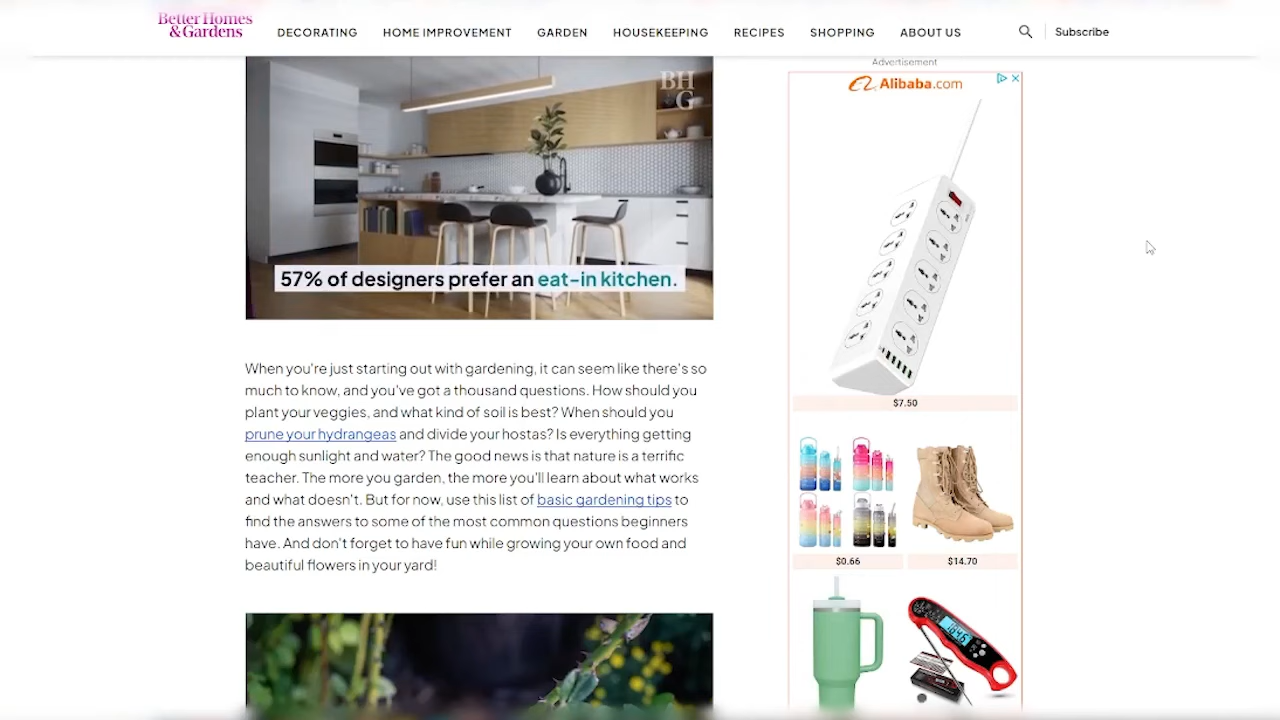 Better Homes
& Gardens
DECORATING HOME IMPROVEMENT GARDEN HOUSEKEEPING RECIPES SHOPPING ABOUT US Subscribe
BH
G
57% of designers prefer an eat-in kitchen.
When you're just starting out with gardening, it can seem like there's so
much to know, and you've got a thousand questions. How should you
plant your veggies, and what kind of soil is best? When should you
prune your hydrangeas and divide your hostas? Is everything getting
enough sunlight and water? The good news is that nature is a terrific
teacher. The more you garden, the more you'll learn about what works
and what doesn't. But for now, use this list of basic gardening tips to
find the answers to some of the most common questions beginners
have. And don't forget to have fun while growing your own food and
beautiful flowers in your yard!
Advertisement
Alibaba.com
$7.50
$0.66 $14.70
164.6